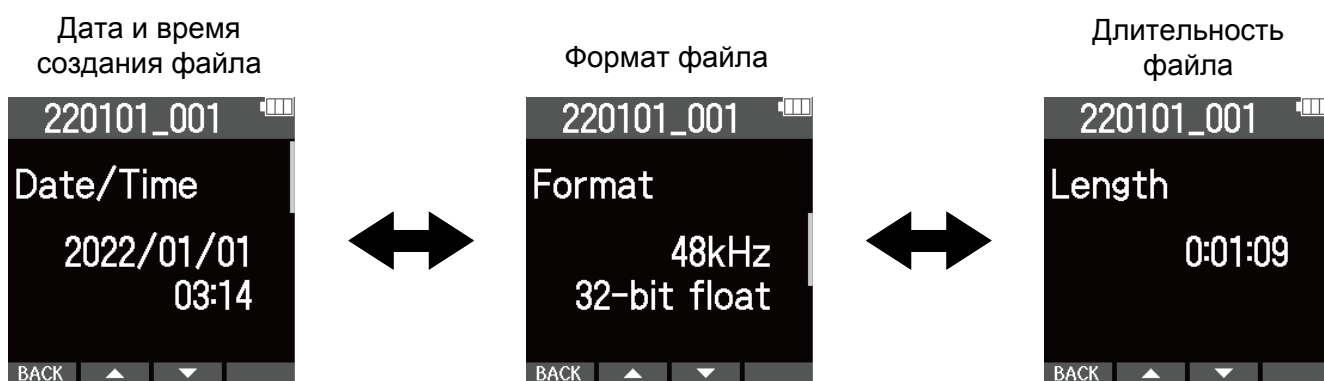 Дата и время
создания файла
220101_001
Date/Time
2022/01/01
03:14
BACK
Формат файла
220101_001
Format
48kHz
32-bit float
BACK
Длительность
файла
220101_001
Length
0:01:09
BACK